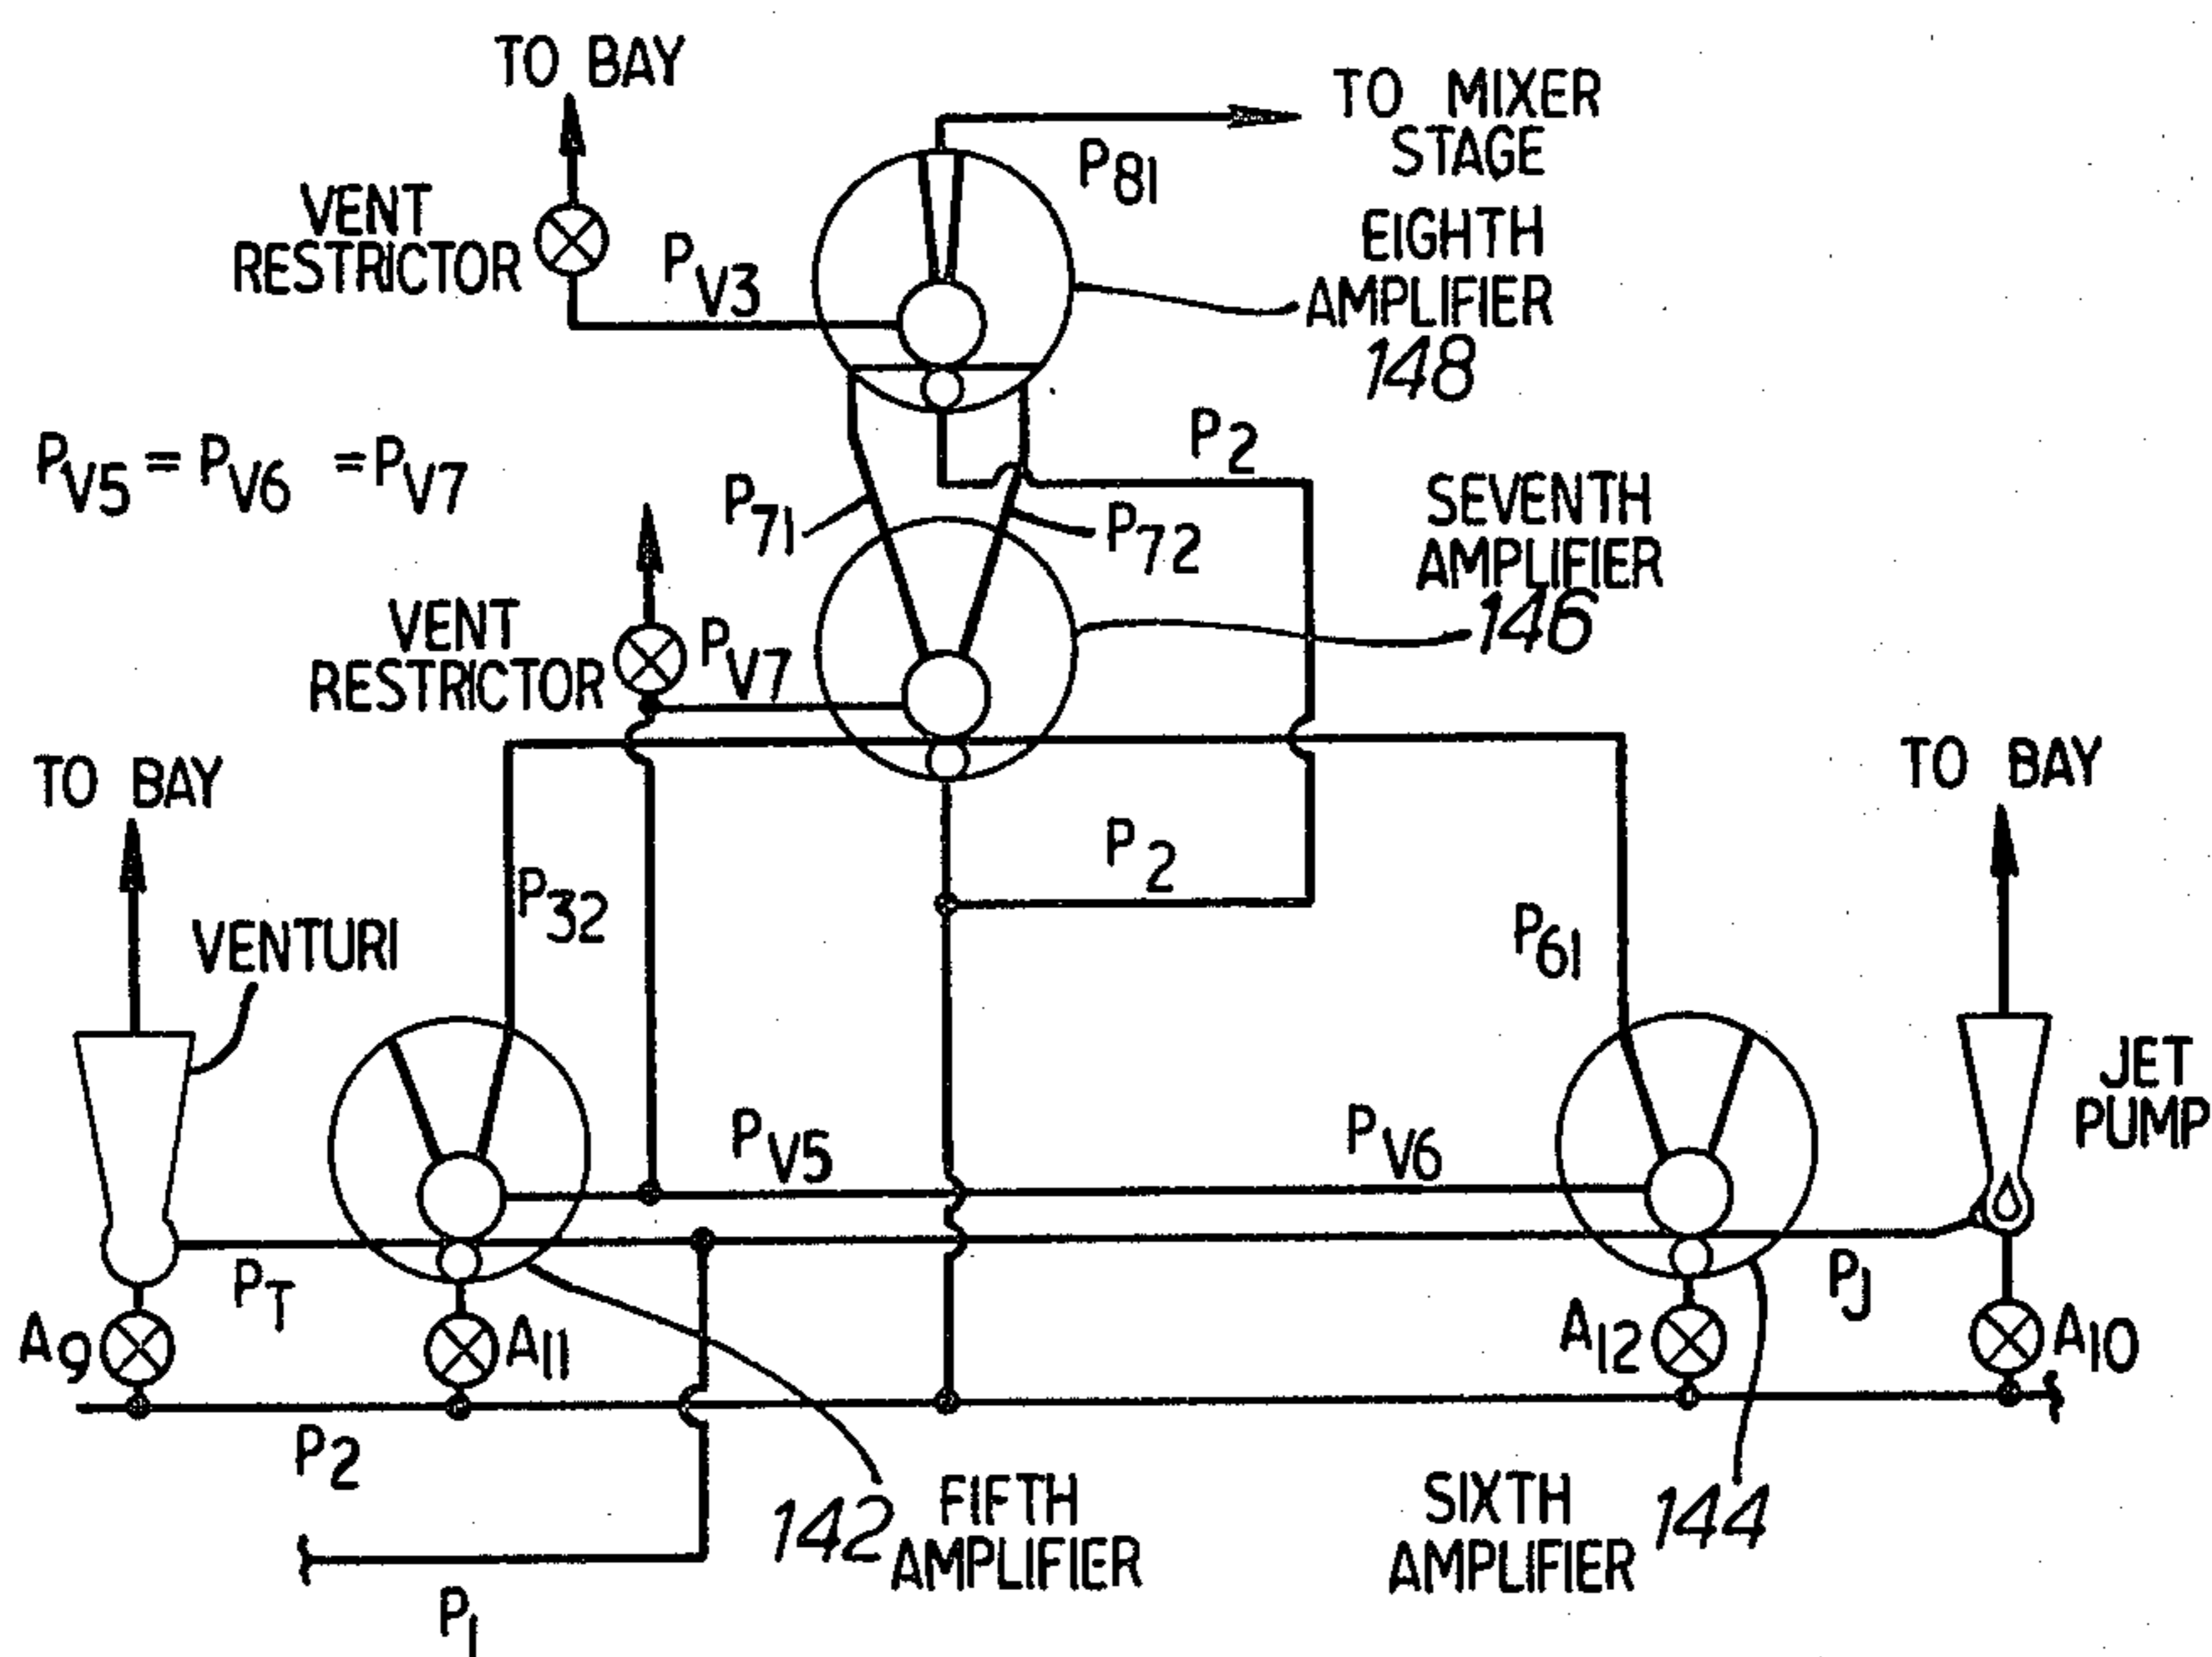 TO BAY
TO MIXER
STAGE
P81
VENT
RESTRICTOR
PV3
EIGHTH
AMPLIFIER
148
P2
PV5 = PV6 = PV7
P71
P72
SEVENTH
AMPLIFIER
146
VENT
RESTRICTOR
PV7
TO BAY
TO BAY
P2
P32
VENTURI
P61
JET
PUMP
PV5
PV6
PT
PJ
A9
A11
A12
A10
P2
142
FIFTH
AMPLIFIER
SIXTH
AMPLIFIER
144
P1